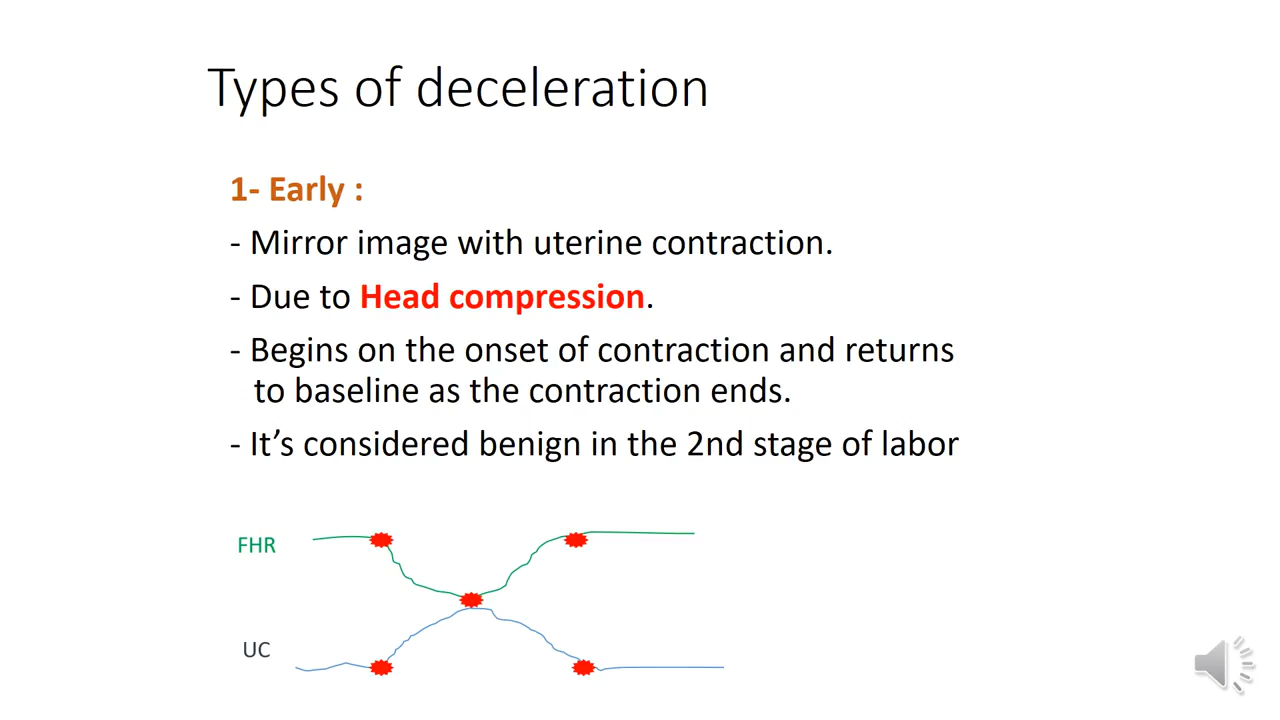 Types of deceleration
1- Early :
- Mirror image with uterine contraction.
- Due to Head compression.
- Begins on the onset of contraction and returns
to baseline as the contraction ends.
- It’s considered benign in the 2nd stage of labor
FHR
UC